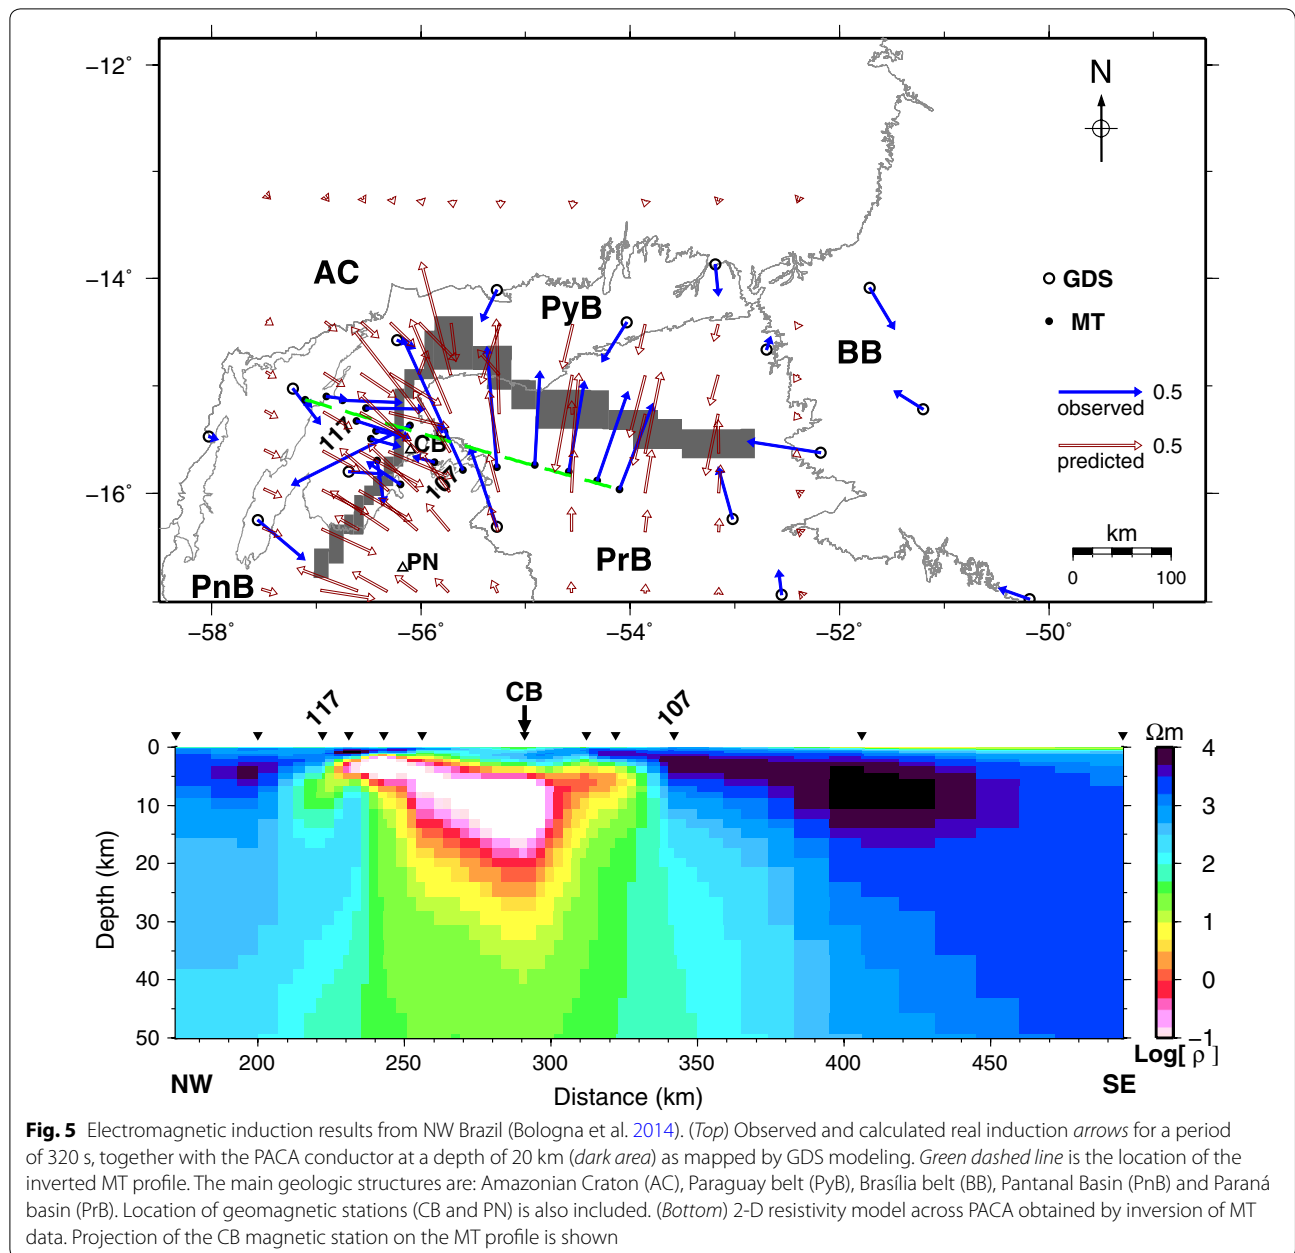 −12°
−14°
−16°
−58°
−56°
−54°
−52°
−50°
N
AC
PyB
BB
PnB
PrB
CB
PN
117
107
GDS
MT
0.5
observed
0.5
predicted
km
0
100
117
CB
107
Ωm
0
10
20
30
40
50
Depth (km)
4
3
2
1
0
−1
Log[ ρ ]
200
250
300
350
400
450
NW
Distance (km)
SE
Fig. 5 Electromagnetic induction results from NW Brazil (Bologna et al. 2014). (Top) Observed and calculated real induction arrows for a period
of 320 s, together with the PACA conductor at a depth of 20 km (dark area) as mapped by GDS modeling. Green dashed line is the location of the
inverted MT profile. The main geologic structures are: Amazonian Craton (AC), Paraguay belt (PyB), Brasília belt (BB), Pantanal Basin (PnB) and Paraná
basin (PrB). Location of geomagnetic stations (CB and PN) is also included. (Bottom) 2-D resistivity model across PACA obtained by inversion of MT
data. Projection of the CB magnetic station on the MT profile is shown